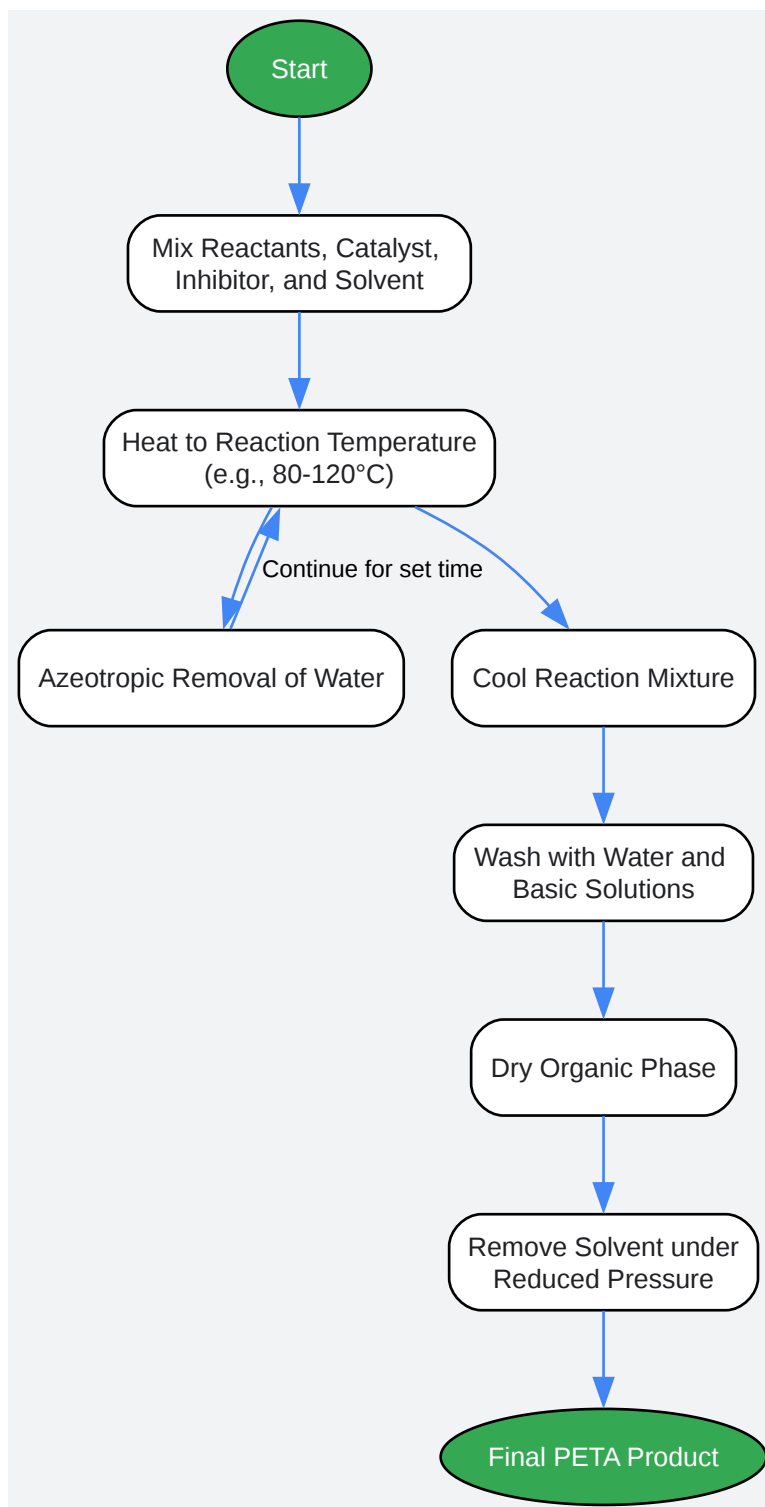 Start
Mix Reactants, Catalyst,
Inhibitor, and Solvent
Heat to Reaction Temperature
(e.g., 80-120°C)
Continue for set time
Azeotropic Removal of Water
Cool Reaction Mixture
Wash with Water and
Basic Solutions
Dry Organic Phase
Remove Solvent under
Reduced Pressure
Final PETA Product